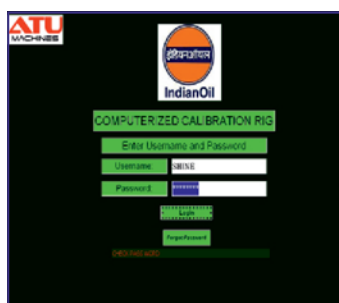 ATU
MACHINES
इंडियनऑयल
IndianOil
COMPUTERIZED CALIBRATION RIG
Enter Username and Password
Username: SHINE
Password: ********
Login
Forgot Password